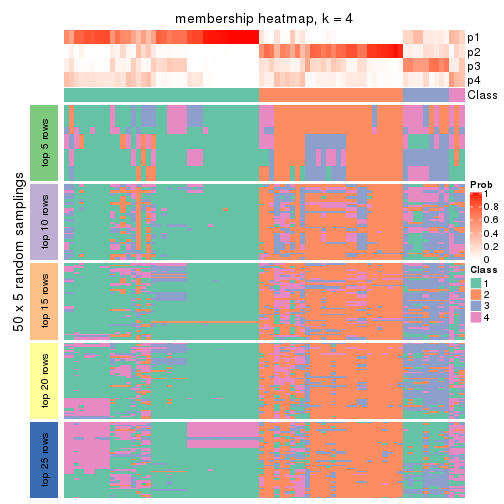 membership heatmap, k = 4
p1
p2
p3
p4
Class
50 x 5 random samplings
top 5 rows
top 10 rows
top 15 rows
top 20 rows
top 25 rows
Prob
1
0.8
0.6
0.4
0.2
0
Class
1
2
3
4